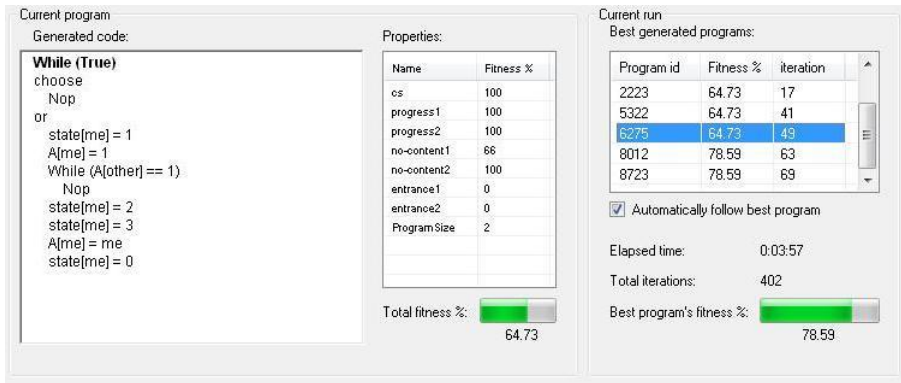 Current program
Generated code:
While (True)
choose
Nop
or
state[me] = 1
A[me] = 1
While (A[other] == 1)
Nop
state[me] = 2
state[me] = 3
A[me] = me
state[me] = 0
Properties:
Name Fitness %
cs 100
progress1 100
progress2 100
no-content1 66
no-content2 100
entrance1 0
entrance2 0
Program Size 2
Total fitness %:
64.73
Current run
Best generated programs:
Program id Fitness % iteration
2223 64.73 17
5322 64.73 41
6275 64.73 49
8012 78.59 63
8723 78.59 69
Automatically follow best program
Elapsed time: 0:03:57
Total iterations: 402
Best program's fitness %:
78.59